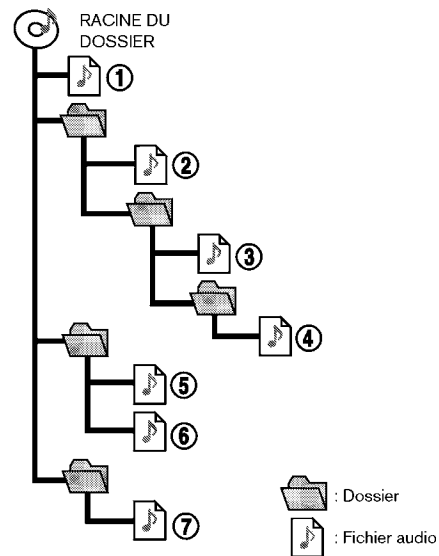 RACINE DU
DOSSIER
①
②
③
④
⑤
⑥
⑦
: Dossier
: Fichier audio